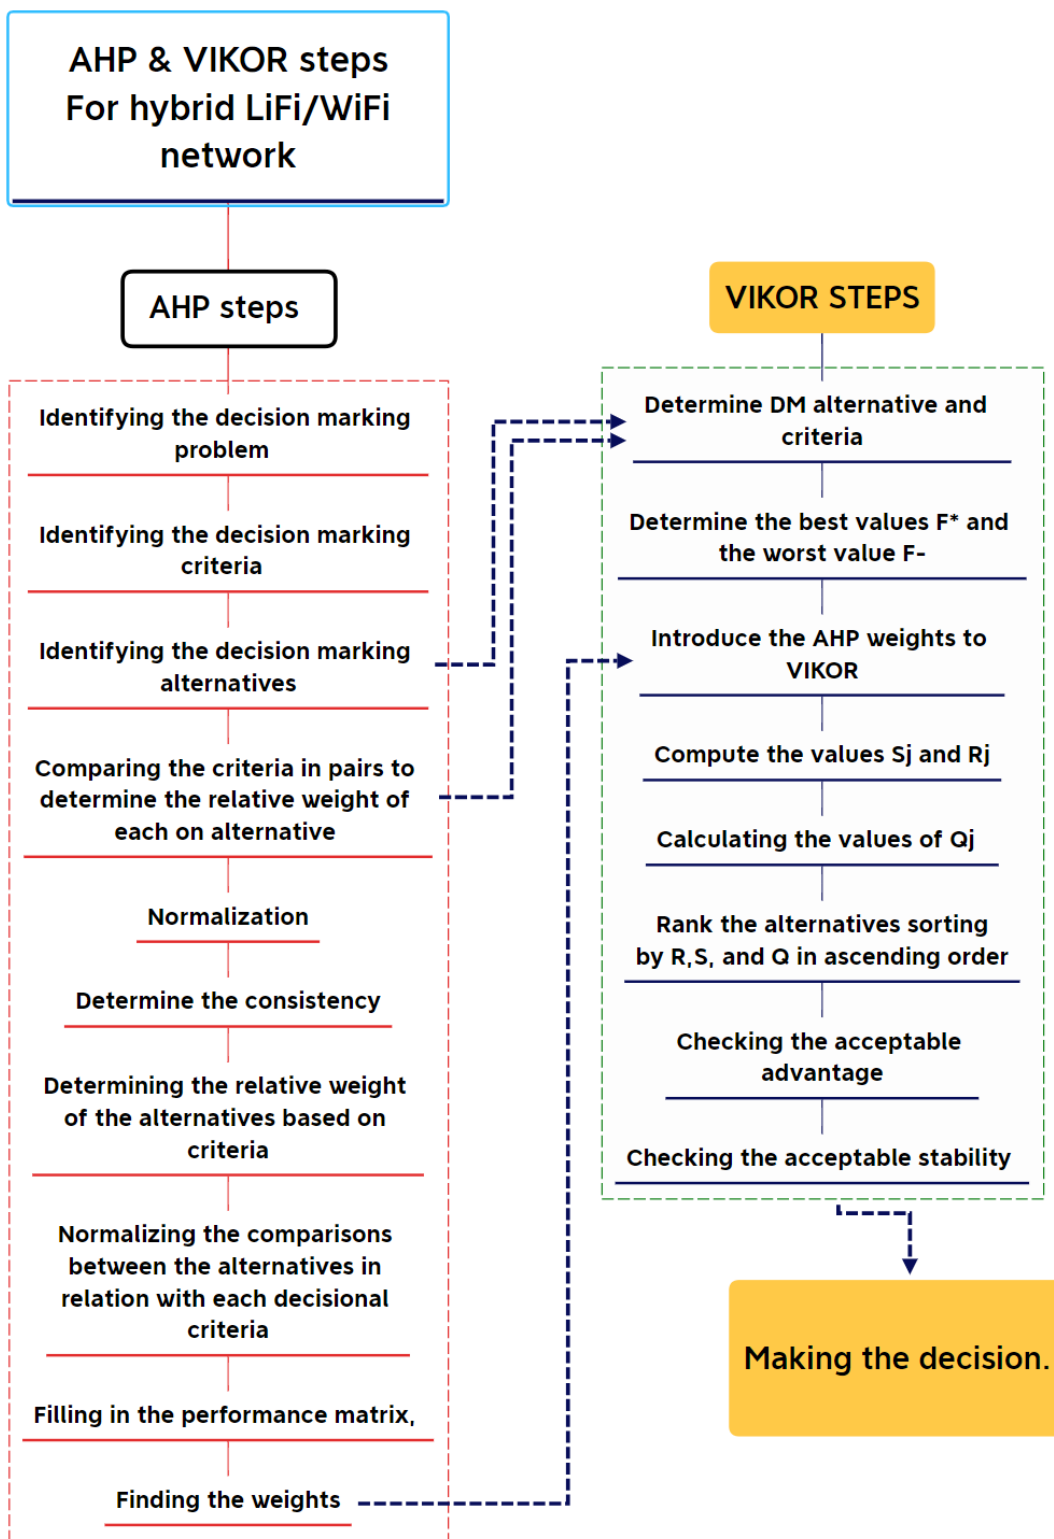 AHP & VIKOR steps
For hybrid LiFi/WiFi
network
AHP steps
Identifying the decision marking
problem
Identifying the decision marking
criteria
Identifying the decision marking
alternatives
Comparing the criteria in pairs to
determine the relative weight of
each on alternative
Normalization
Determine the consistency
Determining the relative weight
of the alternatives based on
criteria
Normalizing the comparisons
between the alternatives in
relation with each decisional
criteria
Filling in the performance matrix,
Finding the weights
VIKOR STEPS
Determine DM alternative and
criteria
Determine the best values F* and
the worst value F-
Introduce the AHP weights to
VIKOR
Compute the values Sj and Rj
Calculating the values of Qj
Rank the alternatives sorting
by R,S, and Q in ascending order
Checking the acceptable
advantage
Checking the acceptable stability
Making the decision.